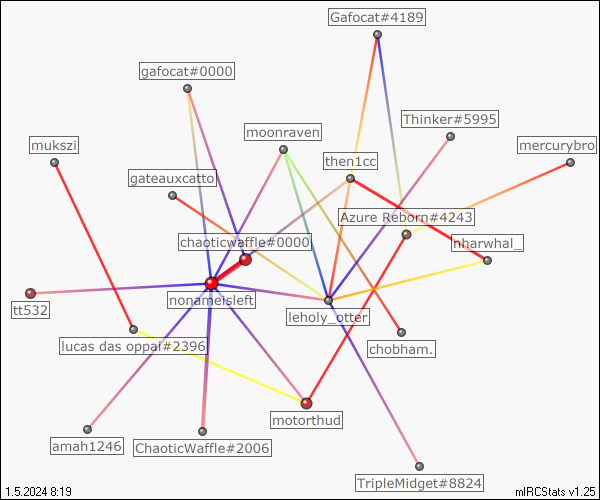 Gafocat#4189
gafocat#0000
Thinker#5995
moonraven
mukszi
mercurybro
then1cc
gateauxcatto
Azure Reborn#4243
chaoticwaffle#0000
nharwhal_
nonameisleft
tt532
leholy_otter
lucas das oppai#2396
chobham.
motorthud
amah1246
ChaoticWaffle#2006
TripleMidget#8824
1.5.2024 8:19
mIRCStats v1.25